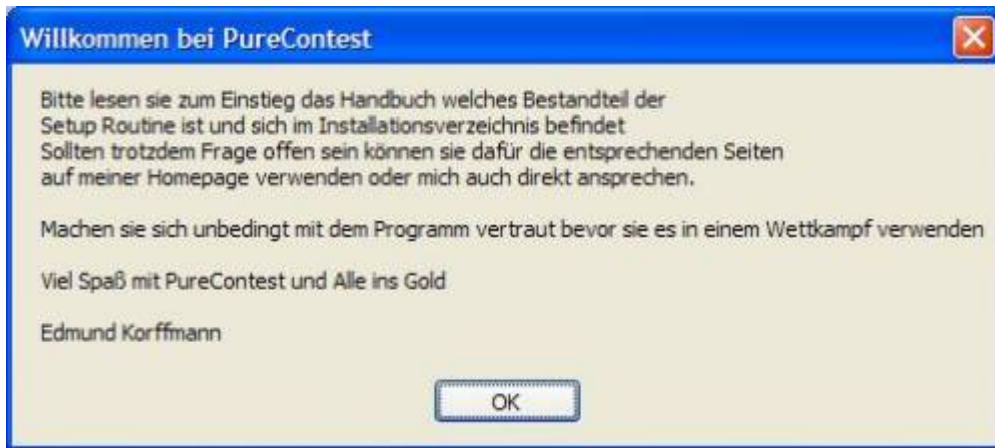 Willkommen bei PureContest
Bitte lesen sie zum Einstieg das Handbuch welches Bestandteil der
Setup Routine ist und sich im Installationsverzeichnis befindet
Sollten trotzdem Frage offen sein können sie dafür die entsprechenden Seiten
auf meiner Homepage verwenden oder mich auch direkt ansprechen.
Machen sie sich unbedingt mit dem Programm vertraut bevor sie es in einem Wettkampf verwenden
Viel Spaß mit PureContest und Alle ins Gold
Edmund Korffmann
OK